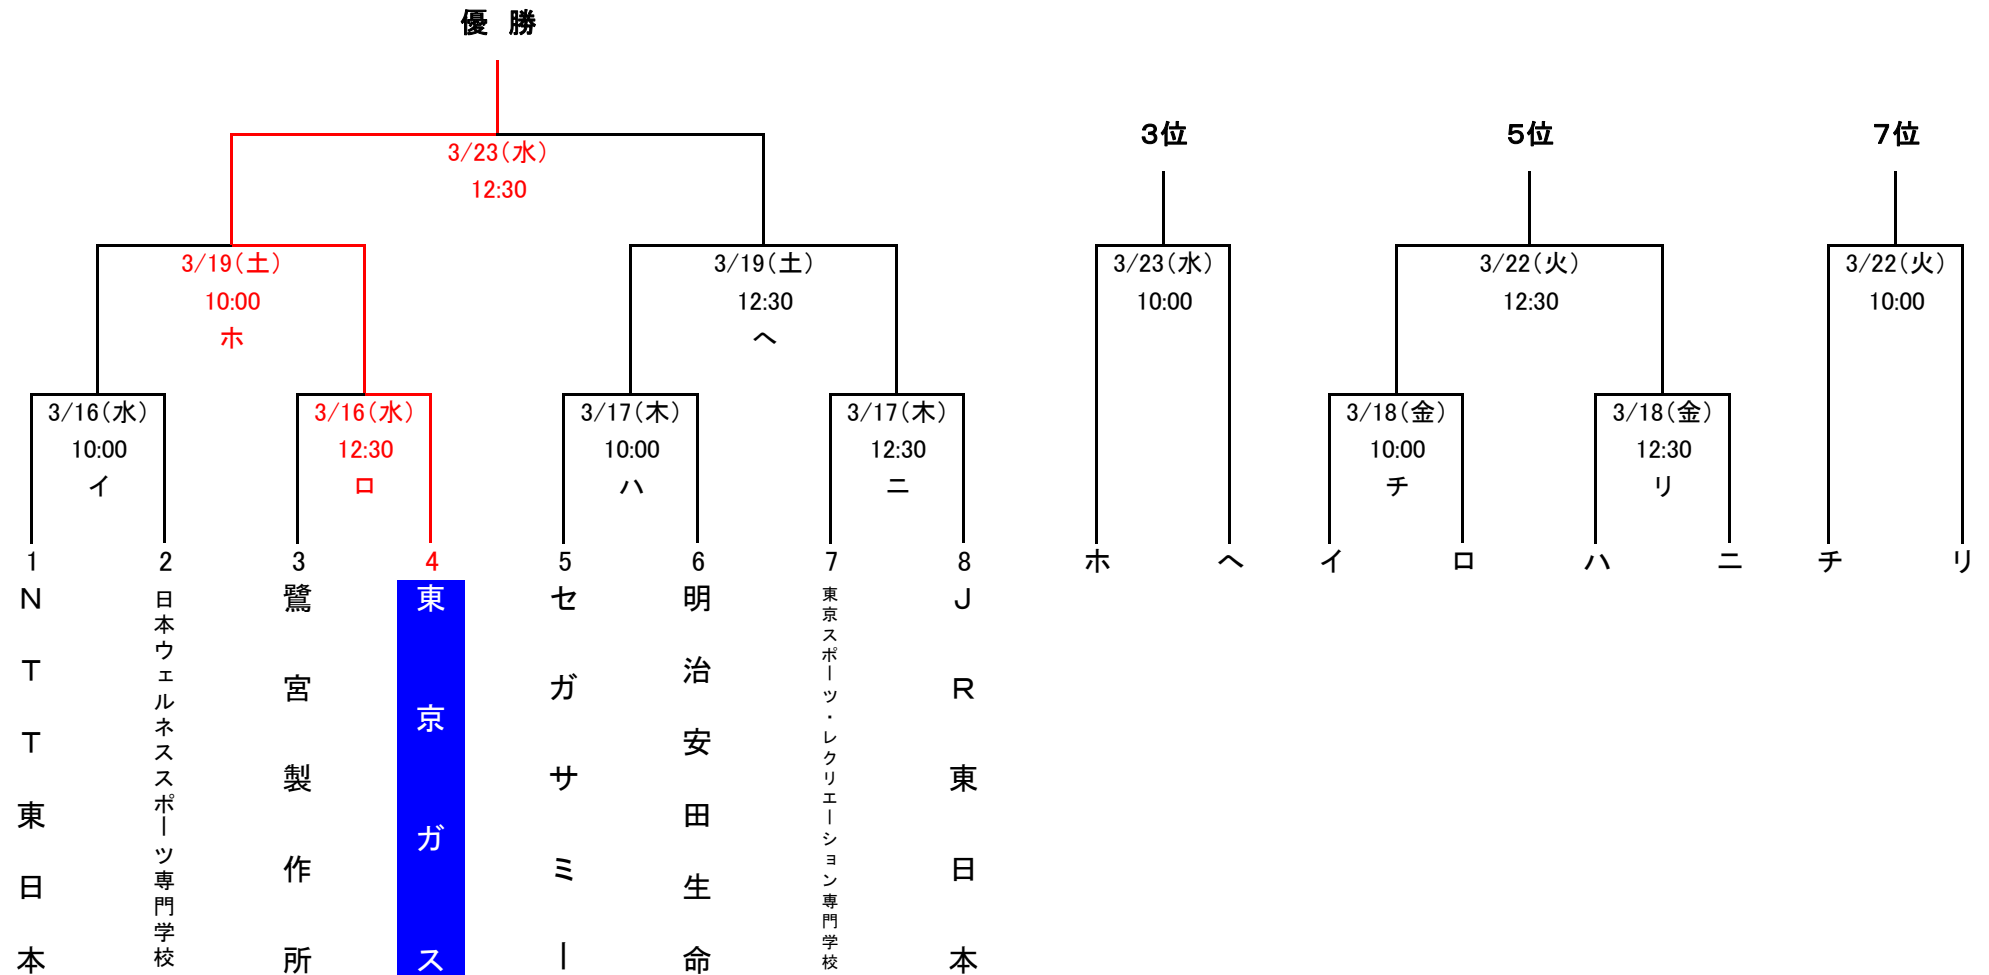 優 勝
3位 5位 7位
3/23(水)
12:30
3/19(土) 3/19(土) 3/23(水) 3/22(火) 3/22(火)
10:00 12:30 10:00 12:30 10:00
ホ ヘ
3/16(水) 3/16(水) 3/17(木) 3/17(木) 3/18(金) 3/18(金)
10:00 12:30 10:00 12:30 10:00 12:30
イ ロ ハ ニ チ リ
1 2 3 4 5 6 7 8 ホ ヘ イ ロ ハ ニ チ リ
NTT東日本
日本ウェルネススポーツ専門学校
鷺宮製作所
東京ガス
セガサミー
明治安田生命
東京スポーツ・レクリエーション専門学校
JR東日本